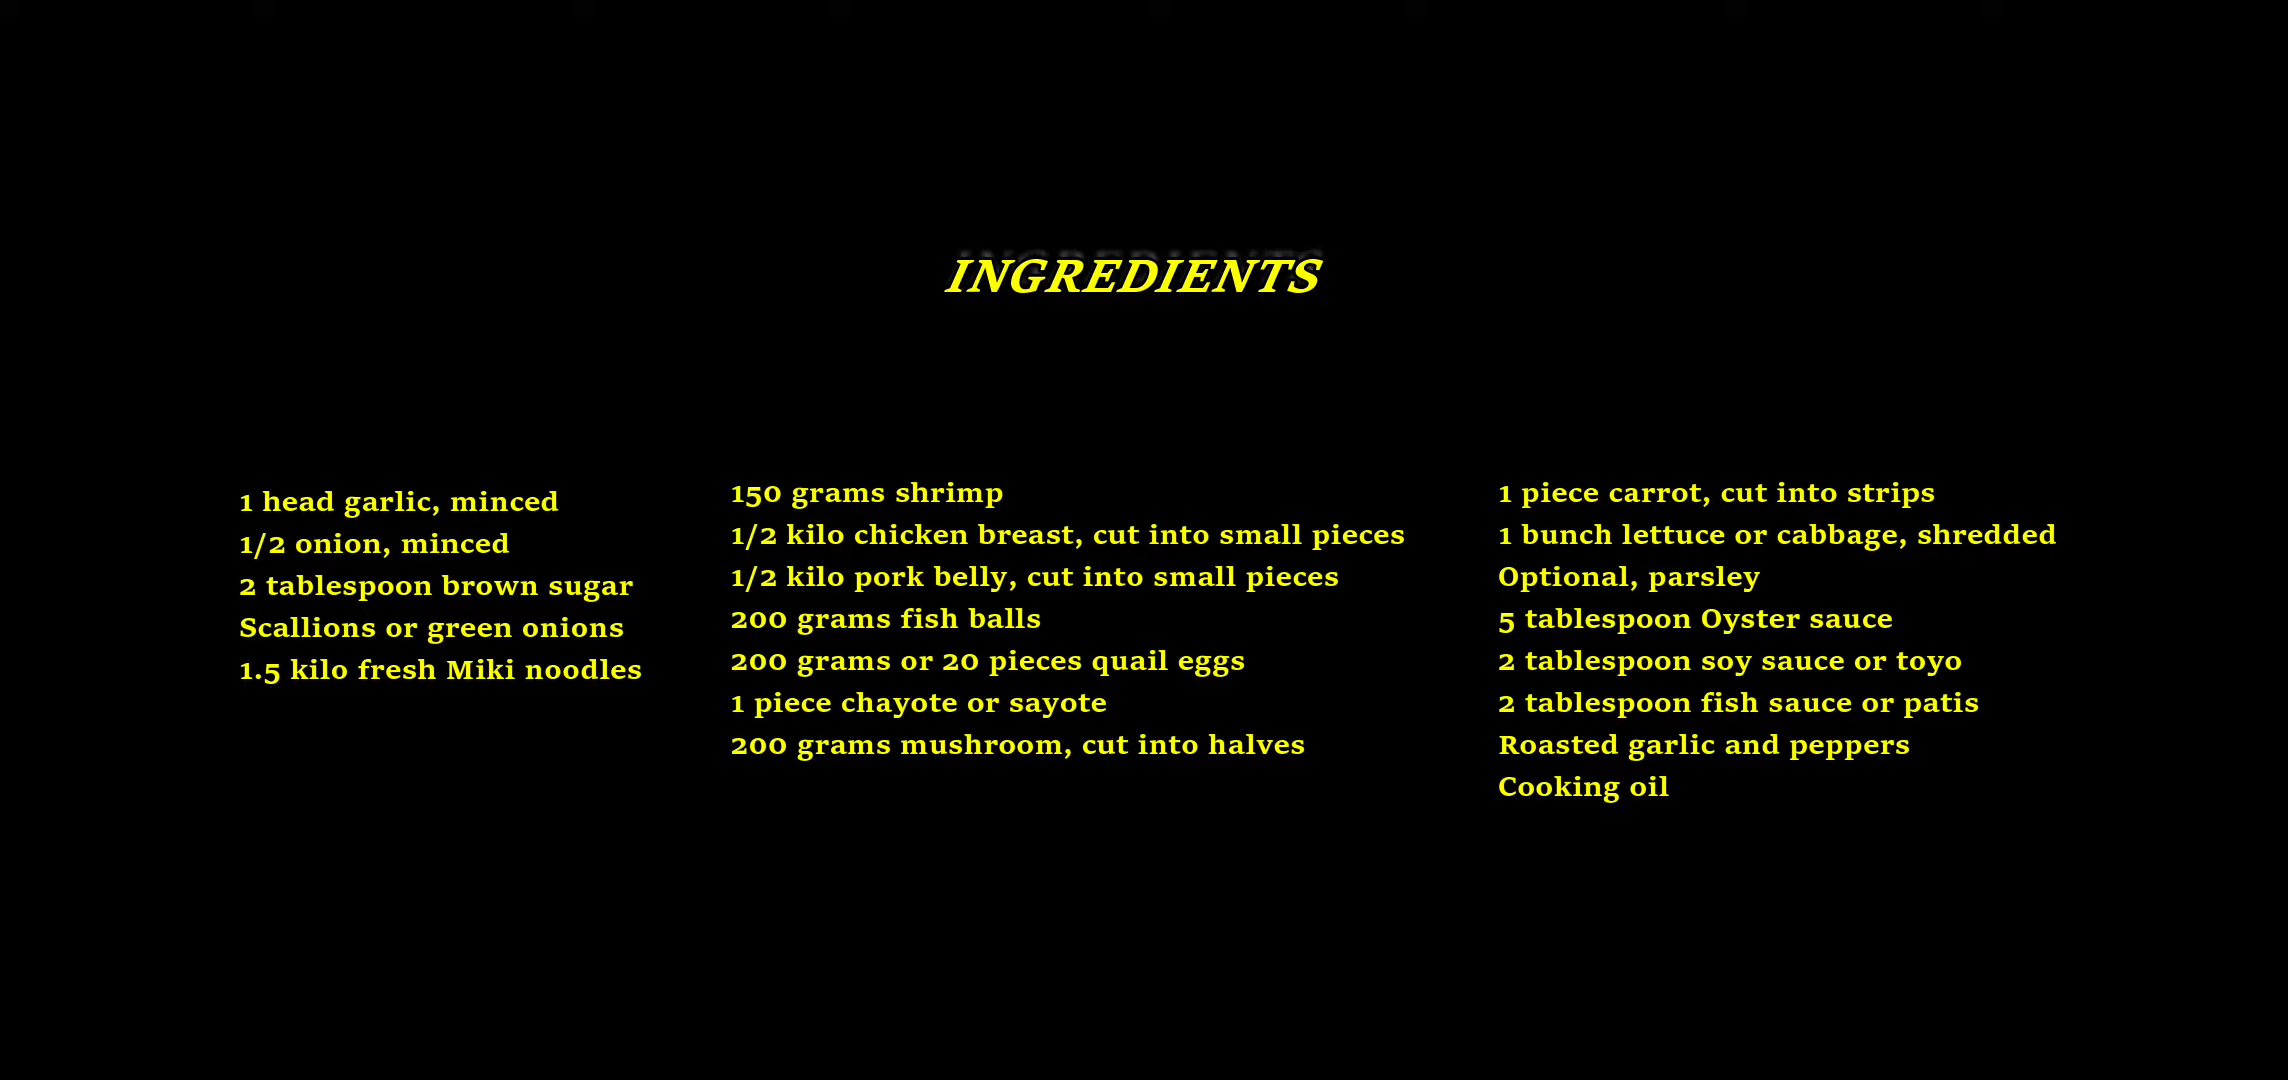 INGREDIENTS
1 head garlic, minced
1/2 onion, minced
2 tablespoon brown sugar
Scallions or green onions
1.5 kilo fresh Miki noodles
150 grams shrimp
1/2 kilo chicken breast, cut into small pieces
1/2 kilo pork belly, cut into small pieces
200 grams fish balls
200 grams or 20 pieces quail eggs
1 piece chayote or sayote
200 grams mushroom, cut into halves
1 piece carrot, cut into strips
1 bunch lettuce or cabbage, shredded
Optional, parsley
5 tablespoon Oyster sauce
2 tablespoon soy sauce or toyo
2 tablespoon fish sauce or patis
Roasted garlic and peppers
Cooking oil